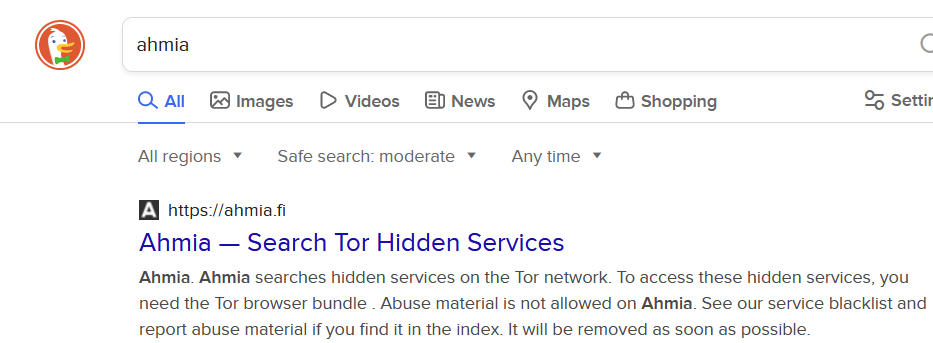 ahmia
All Images Videos News Maps Shopping
All regions Safe search: moderate Any time
https://ahmia.fi
Ahmia — Search Tor Hidden Services
Ahmia. Ahmia searches hidden services on the Tor network. To access these hidden services, you
need the Tor browser bundle . Abuse material is not allowed on Ahmia. See our service blacklist and
report abuse material if you find it in the index. It will be removed as soon as possible.